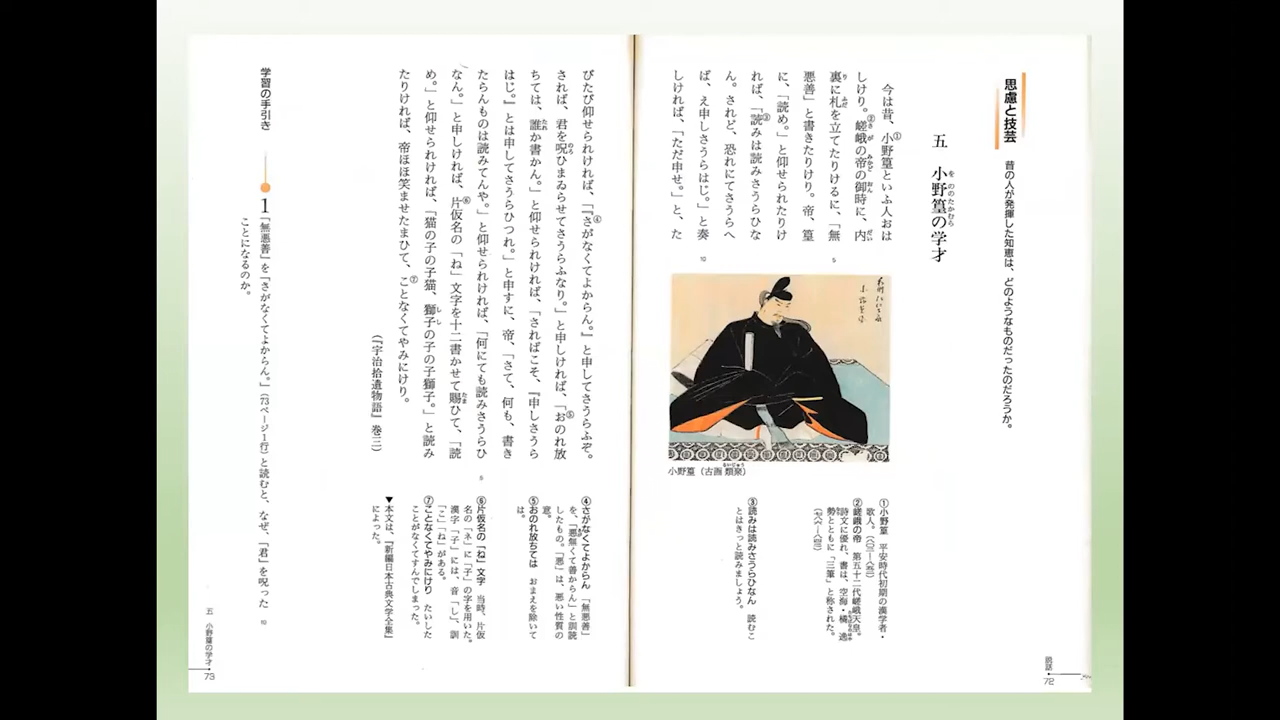 思慮と技芸
昔の人が発揮した知恵は、どのようなものだったのだろうか。
五　小野篁の学才
をののたかむら
今は昔、小野篁といふ人おは
しけり。嵯峨の帝の御時に、内
裏に札を立てたりけるに、「無
悪善」と書きたりけり。帝、篁
に、「読め。」と仰せられたりけ
れば、「読みは読みさうらひな
ん。されど、恐れにてさうらへ
ば、え申しさうらはじ。」と奏
しければ、「ただ申せ。」と、た
小野篁（古画類聚）
①小野篁　平安時代初期の漢学者・
歌人。（八〇二―八五二）
②嵯峨の帝　第五十二代嵯峨天皇。
詩文に優れ、書は、空海・橘逸
勢とともに「三筆」と称された。
（七八六―八四二）
③読みは読みさうらひなん　読むこ
とはきっと読みましょう。
説話
72
びたび仰せられければ、「『さがなくてよからん。』と申してさうらふぞ。
されば、君を呪ひまゐらせてさうらふなり。」と申しければ、「おのれ放
ちては、誰か書かん。」と仰せられければ、「さればこそ、『申しさうら
はじ。』とは申してさうらひつれ。」と申すに、帝、「さて、何も、書き
たらんものは読みてんや。」と仰せられければ、「何にても読みさうらひ
なん。」と申しければ、片仮名の「ね」文字を十二書かせて賜ひて、「読
め。」と仰せられければ、「猫の子の子猫、獅子の子の子獅子。」と読み
たりければ、帝ほほ笑ませたまひて、ことなくてやみにけり。
（『宇治拾遺物語』巻三）
④さがなくてよからん　「無悪善」
を、「悪無くて善からん」と訓読
したもの。「悪」は、悪い性質の
意。
⑤おのれ放ちては　おまえを除いて
は。
⑥片仮名の「ね」文字　当時、片仮
名の「ネ」に「子」の字を用いた。
漢字「子」には、音「し」、訓
「こ」「ね」がある。
⑦ことなくてやみにけり　たいした
ことがなくてすんでしまった。
▼本文は、『新編日本古典文学全集』
によった。
学習の手引き
1　「無悪善」を「さがなくてよからん。」（73ページ1行）と読むと、なぜ、「君」を呪った
ことになるのか。
五　小野篁の学才
73